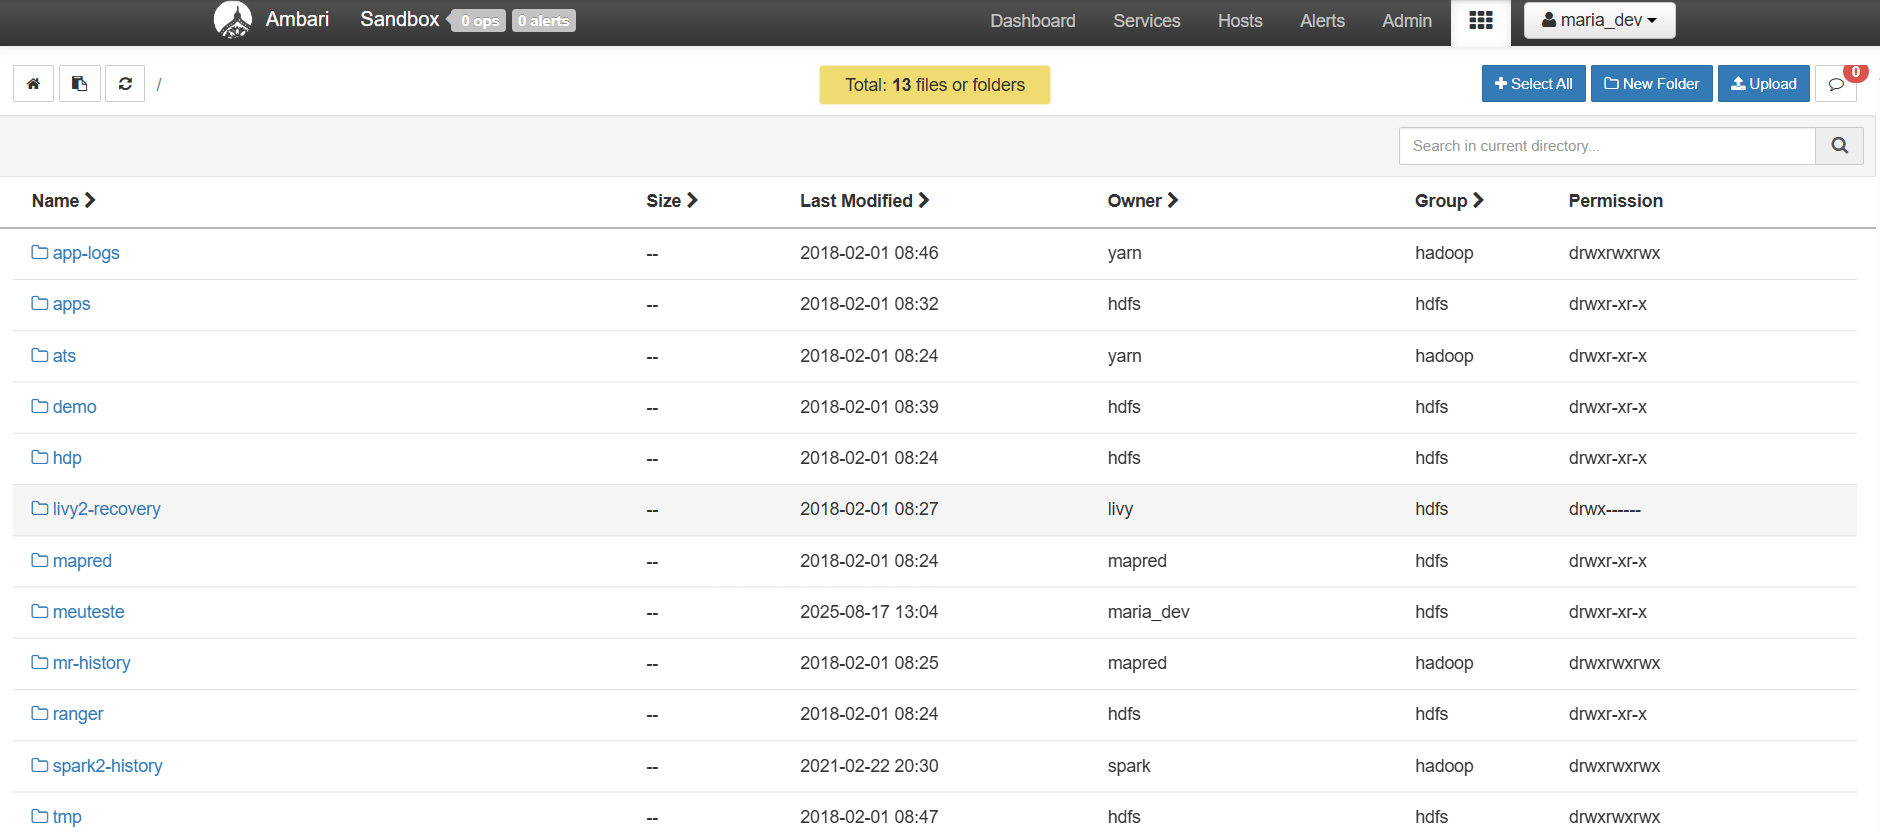 Ambari Sandbox 0 ops 0 alerts Dashboard Services Hosts Alerts Admin maria_dev
/ Total: 13 files or folders Select All New Folder Upload 0
Search in current directory...
Name Size Last Modified Owner Group Permission
app-logs -- 2018-02-01 08:46 yarn hadoop drwxrwxrwx
apps -- 2018-02-01 08:32 hdfs hdfs drwxr-xr-x
ats -- 2018-02-01 08:24 yarn hadoop drwxr-xr-x
demo -- 2018-02-01 08:39 hdfs hdfs drwxr-xr-x
hdp -- 2018-02-01 08:24 hdfs hdfs drwxr-xr-x
livy2-recovery -- 2018-02-01 08:27 livy hdfs drwx------
mapred -- 2018-02-01 08:24 mapred hdfs drwxr-xr-x
meuteste -- 2025-08-17 13:04 maria_dev hdfs drwxr-xr-x
mr-history -- 2018-02-01 08:25 mapred hadoop drwxrwxrwx
ranger -- 2018-02-01 08:24 hdfs hdfs drwxr-xr-x
spark2-history -- 2021-02-22 20:30 spark hadoop drwxrwxrwx
tmp -- 2018-02-01 08:47 hdfs hdfs drwxrwxrwx